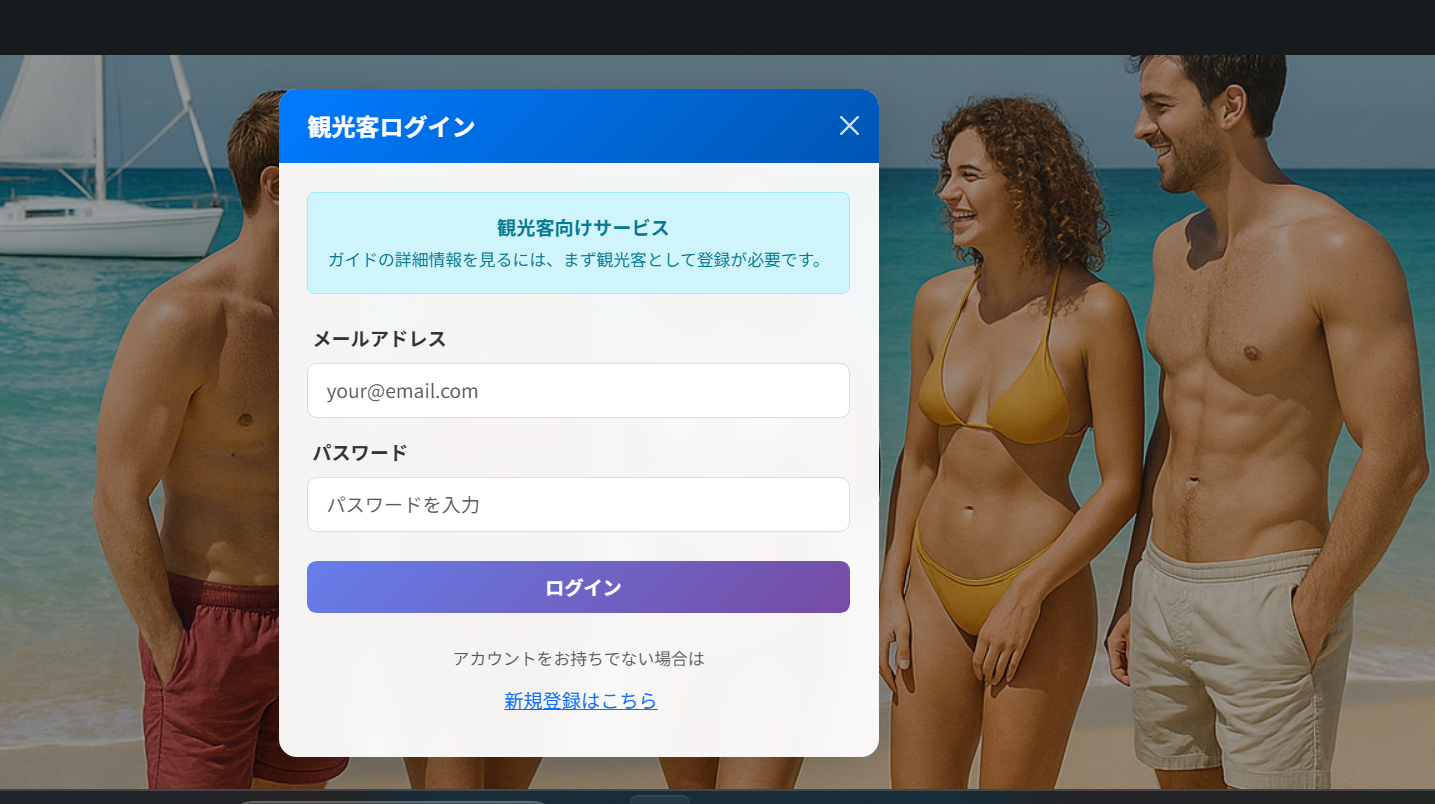 観光客ログイン
観光客向けサービス
ガイドの詳細情報を見るには、まず観光客として登録が必要です。
メールアドレス
your@email.com
パスワード
パスワードを入力
ログイン
アカウントをお持ちでない場合は
新規登録はこちら